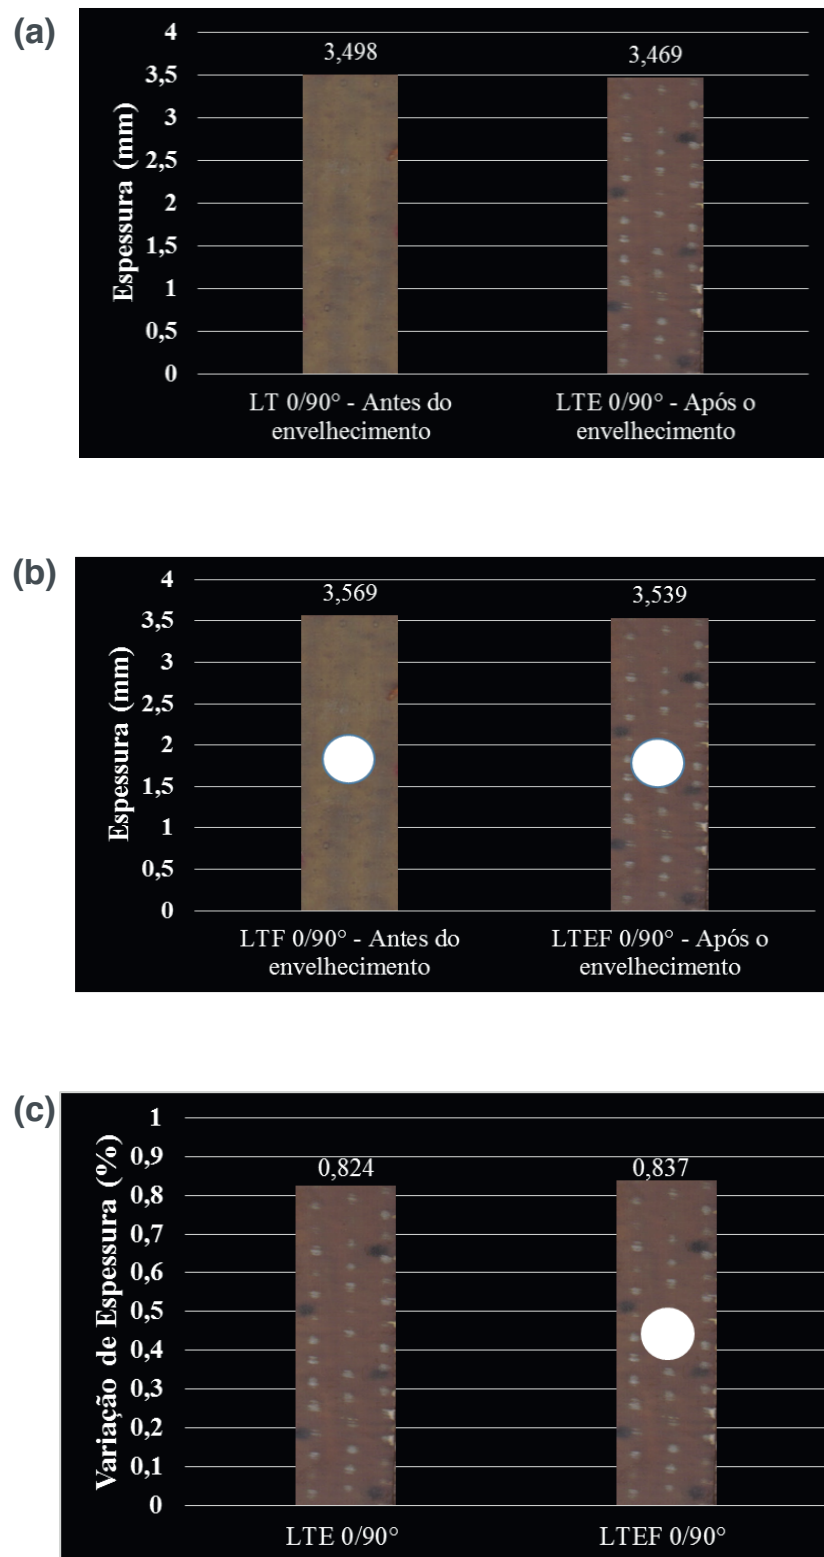 (a)
Espessura (mm)
4
3,5
3
2,5
2
1,5
1
0,5
0
3,498
3,469
LT 0/90° - Antes do
envelhecimento
LTE 0/90° - Após o
envelhecimento
(b)
Espessura (mm)
4
3,5
3
2,5
2
1,5
1
0,5
0
3,569
3,539
LTF 0/90° - Antes do
envelhecimento
LTEF 0/90° - Após o
envelhecimento
(c)
Variação de Espessura (%)
1
0,9
0,8
0,7
0,6
0,5
0,4
0,3
0,2
0,1
0
0,824
0,837
LTE 0/90°
LTEF 0/90°